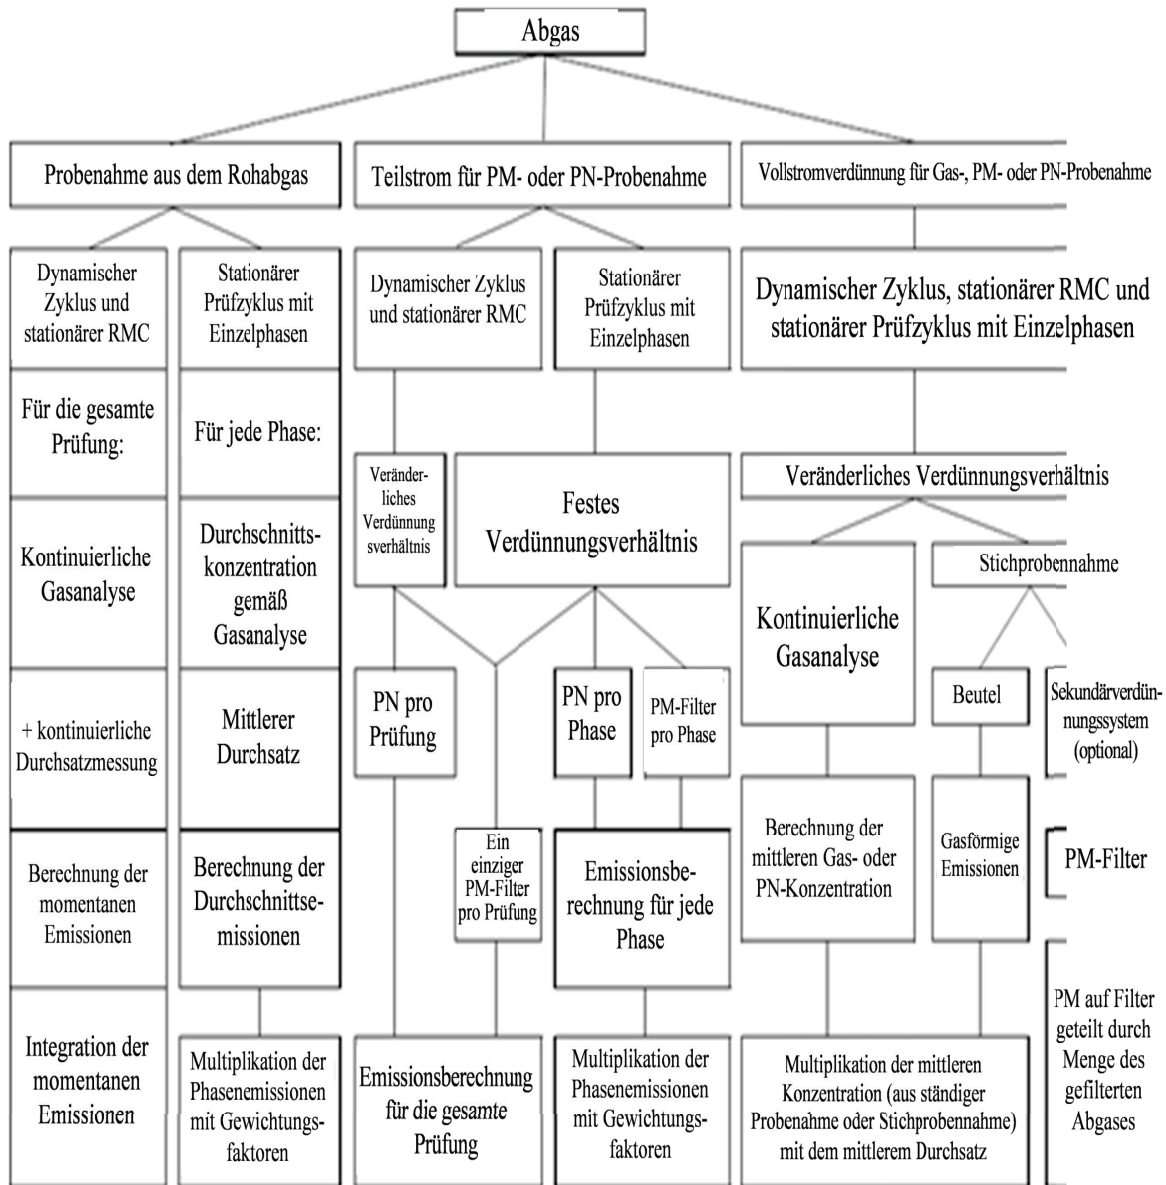 Abgas
Probenahme aus dem Rohabgas
Teilstrom für PM- oder PN-Probenahme
Vollstromverdünnung für Gas-, PM- oder PN-Probenahme
Dynamischer
Zyklus und
stationärer RMC
Stationärer
Prüfzyklus mit
Einzelphasen
Dynamischer Zyklus
und stationärer RMC
Stationärer
Prüfzyklus mit
Einzelphasen
Dynamischer Zyklus, stationärer RMC und
stationärer Prüfzyklus mit Einzelphasen
Für die gesamte
Prüfung:
Für jede Phase:
Veränder-
liches
Verdünnung
sverhältnis
Festes
Verdünnungsverhältnis
Veränderliches Verdünnungsverhältnis
Kontinuierliche
Gasanalyse
Durchschnitts-
konzentration
gemäß
Gasanalyse
Kontinuierliche
Gasanalyse
Stichprobennahme
+ kontinuierliche
Durchsatzmessung
Mittlerer
Durchsatz
PN pro
Prüfung
PN pro
Phase
PM-Filter
pro Phase
Beutel
Sekundärverdün-
nungssystem
(optional)
Berechnung der
momentanen
Emissionen
Berechnung der
Durchschnittse-
missionen
Ein
einziger
PM-Filter
pro Prüfung
Emissionsbe-
rechnung für jede
Phase
Berechnung der
mittleren Gas- oder
PN-Konzentration
Gasförmige
Emissionen
PM-Filter
Integration der
momentanen
Emissionen
Multiplikation der
Phasenemissionen
mit Gewichtungs-
faktoren
Emissionsberechnung
für die gesamte
Prüfung
Multiplikation der
Phasenemissionen
mit Gewichtungs-
faktoren
Multiplikation der mittleren
Konzentration (aus ständiger
Probenahme oder Stichprobennahme)
mit dem mittlerem Durchsatz
PM auf Filter
geteilt durch
Menge des
gefilterten
Abgases